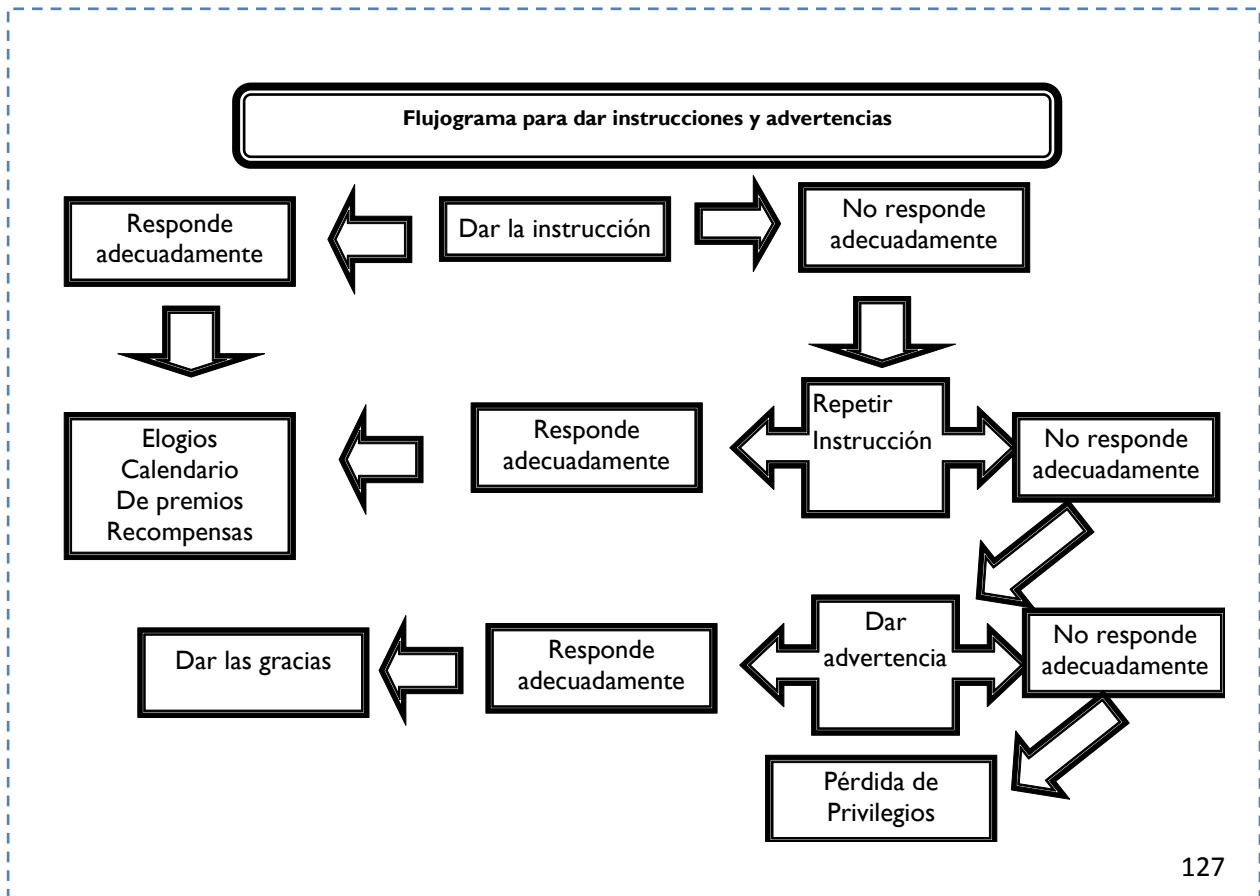 Flujograma para dar instrucciones y advertencias
Responde
adecuadamente
Dar la instrucción
No responde
adecuadamente
Elogios
Calendario
De premios
Recompensas
Responde
adecuadamente
Repetir
Instrucción
No responde
adecuadamente
Dar las gracias
Responde
adecuadamente
Dar
advertencia
No responde
adecuadamente
Pérdida de
Privilegios
127